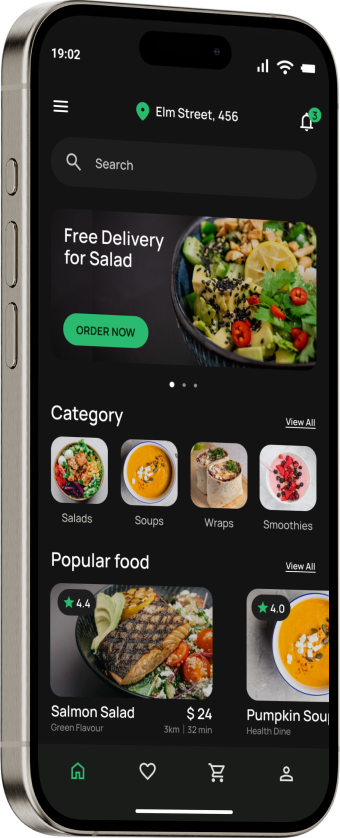 19:02
Elm Street, 456
3
Search
Free Delivery
for Salad
ORDER NOW
Category
View All
Salads
Soups
Wraps
Smoothies
Popular food
View All
4.4
4.0
Salmon Salad
$ 24
Green Flavour
3km | 32 min
Pumpkin Soup
Health Dine